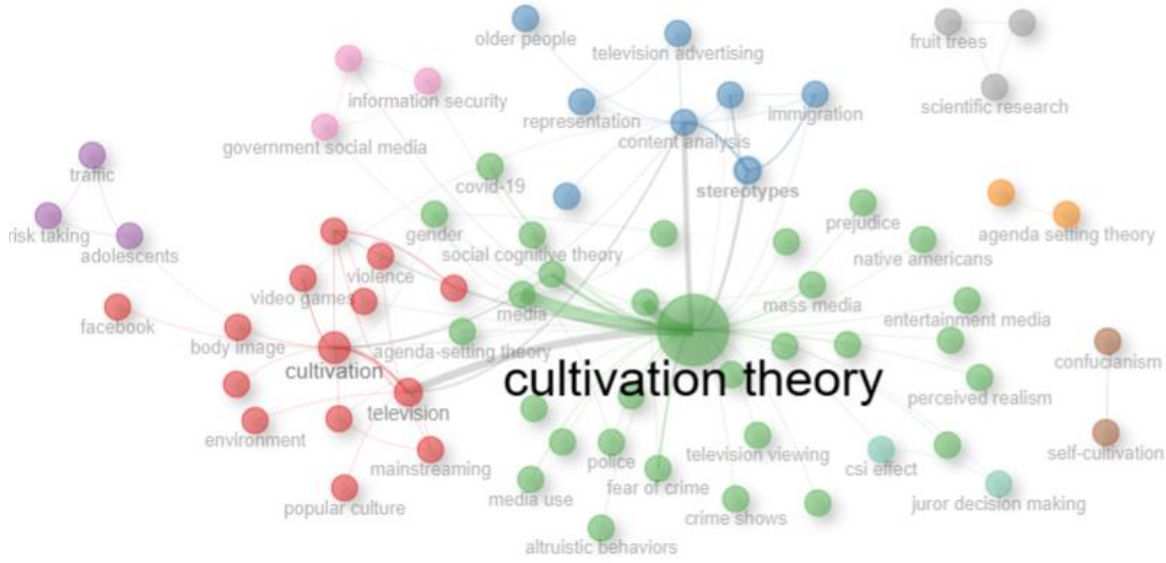 older people
television advertising
fruit trees
information security
representation
immigration
scientific research
content analysis
government social media
traffic
covid-19
stereotypes
risk taking
gender
prejudice
agenda setting theory
adolescents
social cognitive theory
native americans
violence
video games
media
mass media
facebook
entertainment media
body image
agenda-setting theory
cultivation
cultivation theory
confucianism
perceived realism
television
environment
mainstreaming
police
television viewing
csi effect
self-cultivation
popular culture
media use
fear of crime
crime shows
juror decision making
altruistic behaviors